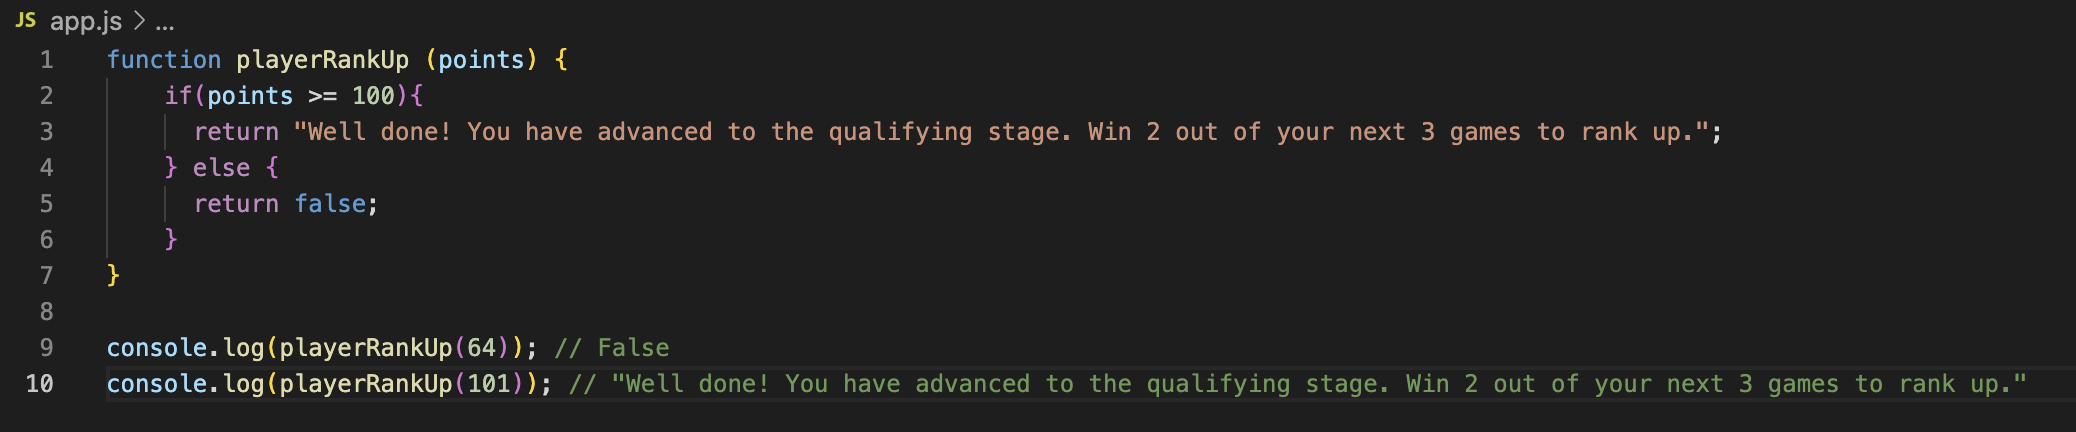 JS app.js > ...
1 function playerRankUp (points) {
2     if(points >= 100){
3       return "Well done! You have advanced to the qualifying stage. Win 2 out of your next 3 games to rank up.";
4     } else {
5       return false;
6     }
7 }
8
9 console.log(playerRankUp(64)); // False
10 console.log(playerRankUp(101)); // "Well done! You have advanced to the qualifying stage. Win 2 out of your next 3 games to rank up."